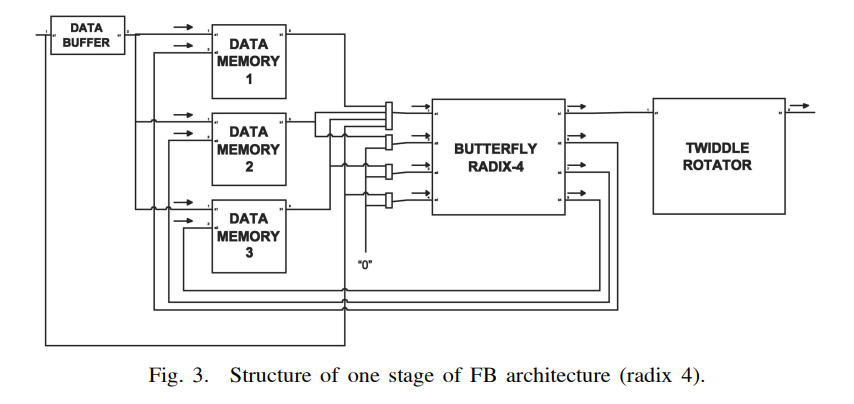 DATA
BUFFER
DATA
MEMORY
1
DATA
MEMORY
2
DATA
MEMORY
3
"0"
BUTTERFLY
RADIX-4
TWIDDLE
ROTATOR
Fig. 3. Structure of one stage of FB architecture (radix 4).